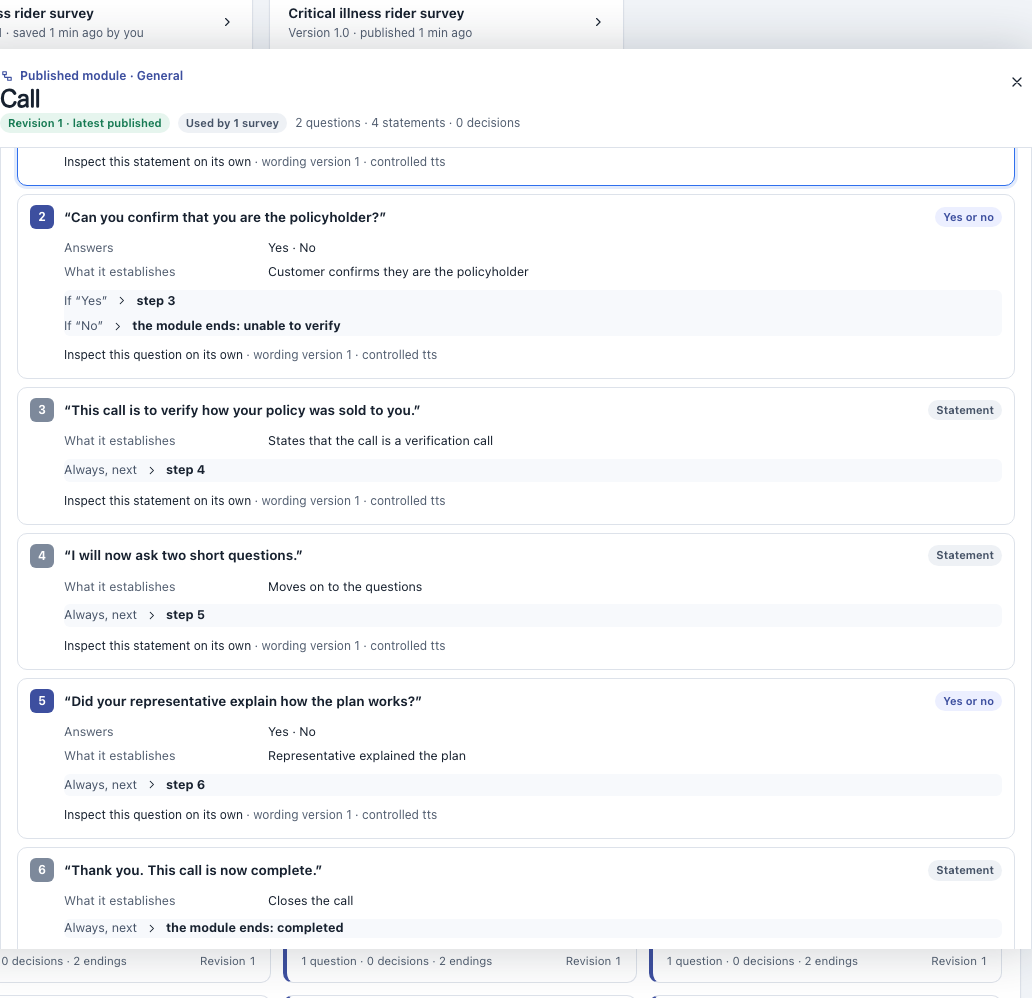 ss rider survey
· saved 1 min ago by you
Critical illness rider survey
Version 1.0 · published 1 min ago
Published module · General
Call
Revision 1 · latest published
Used by 1 survey
2 questions · 4 statements · 0 decisions
Inspect this statement on its own · wording version 1 · controlled tts
2
“Can you confirm that you are the policyholder?”
Yes or no
Answers
Yes · No
What it establishes
Customer confirms they are the policyholder
If “Yes” > step 3
If “No” > the module ends: unable to verify
Inspect this question on its own · wording version 1 · controlled tts
3
“This call is to verify how your policy was sold to you.”
Statement
What it establishes
States that the call is a verification call
Always, next > step 4
Inspect this statement on its own · wording version 1 · controlled tts
4
“I will now ask two short questions.”
Statement
What it establishes
Moves on to the questions
Always, next > step 5
Inspect this statement on its own · wording version 1 · controlled tts
5
“Did your representative explain how the plan works?”
Yes or no
Answers
Yes · No
What it establishes
Representative explained the plan
Always, next > step 6
Inspect this question on its own · wording version 1 · controlled tts
6
“Thank you. This call is now complete.”
Statement
What it establishes
Closes the call
Always, next > the module ends: completed
0 decisions · 2 endings
Revision 1
1 question · 0 decisions · 2 endings
Revision 1
1 question · 0 decisions · 2 endings
Revision 1